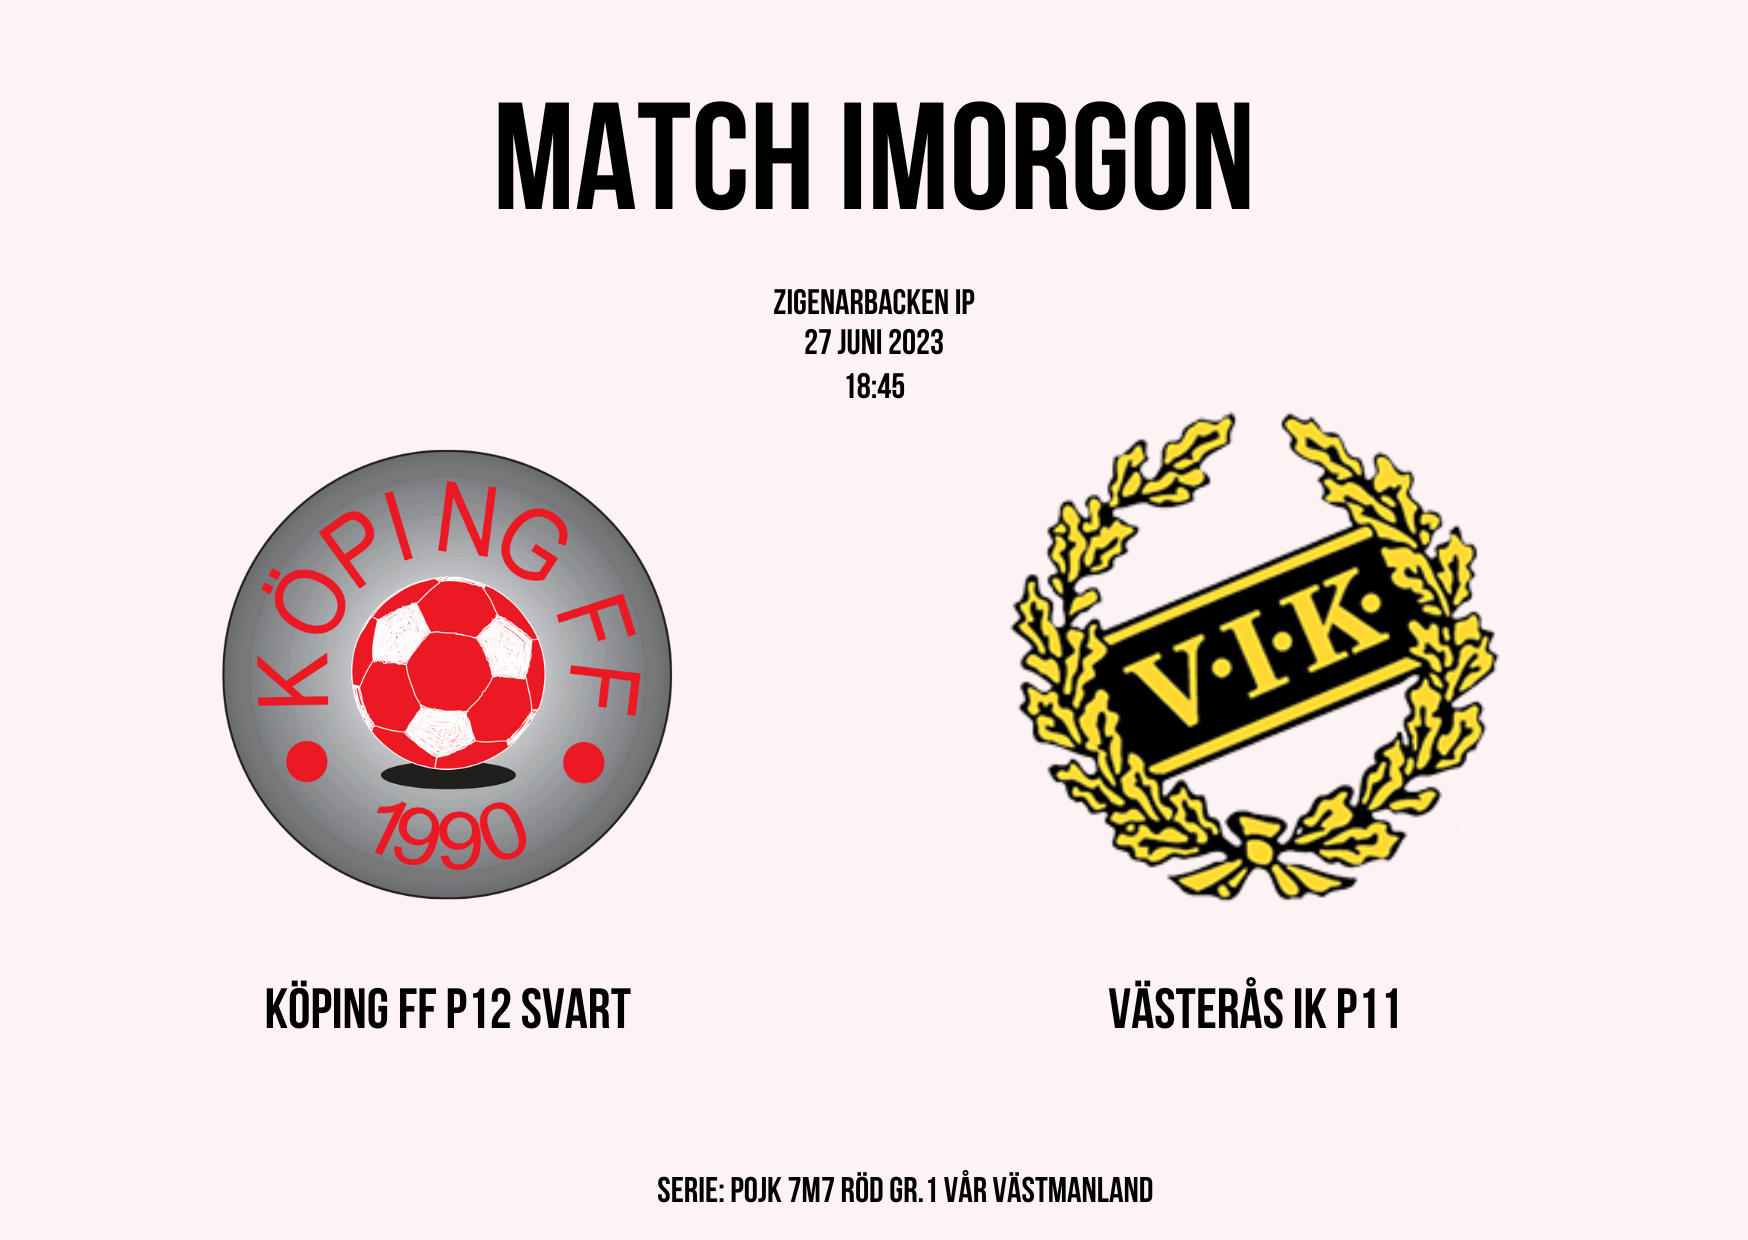 MATCH IMORGON
ZIGENARBACKEN IP
27 JUNI 2023
18:45
KÖPING FF
1990
V·I·K·
KÖPING FF P12 SVART
VÄSTERÅS IK P11
SERIE: POJK 7M7 RÖD GR.1 VÅR VÄSTMANLAND